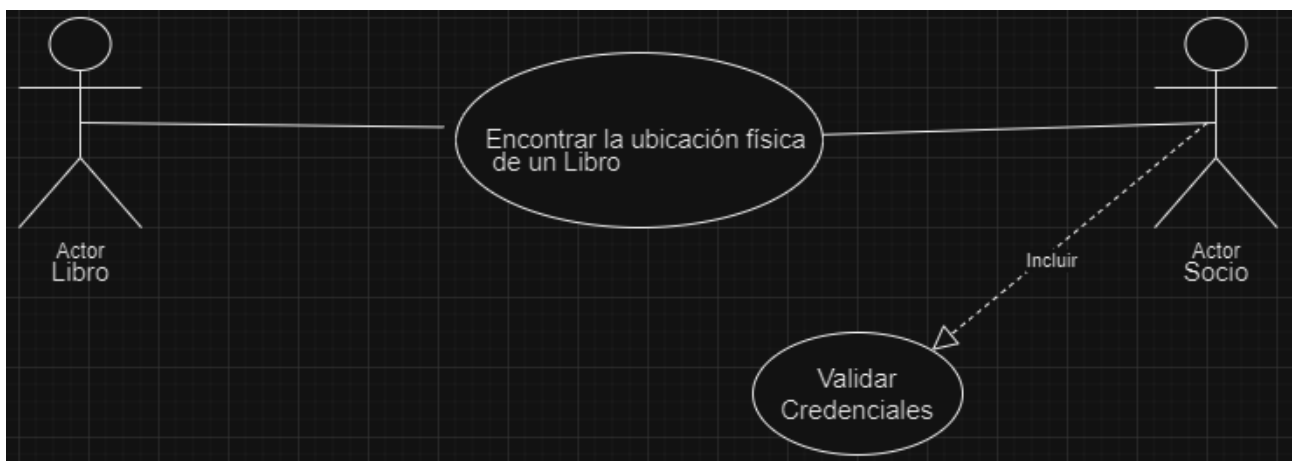 Encontrar la ubicación física
de un Libro
Actor
Libro
Incluir
Actor
Socio
Validar
Credenciales